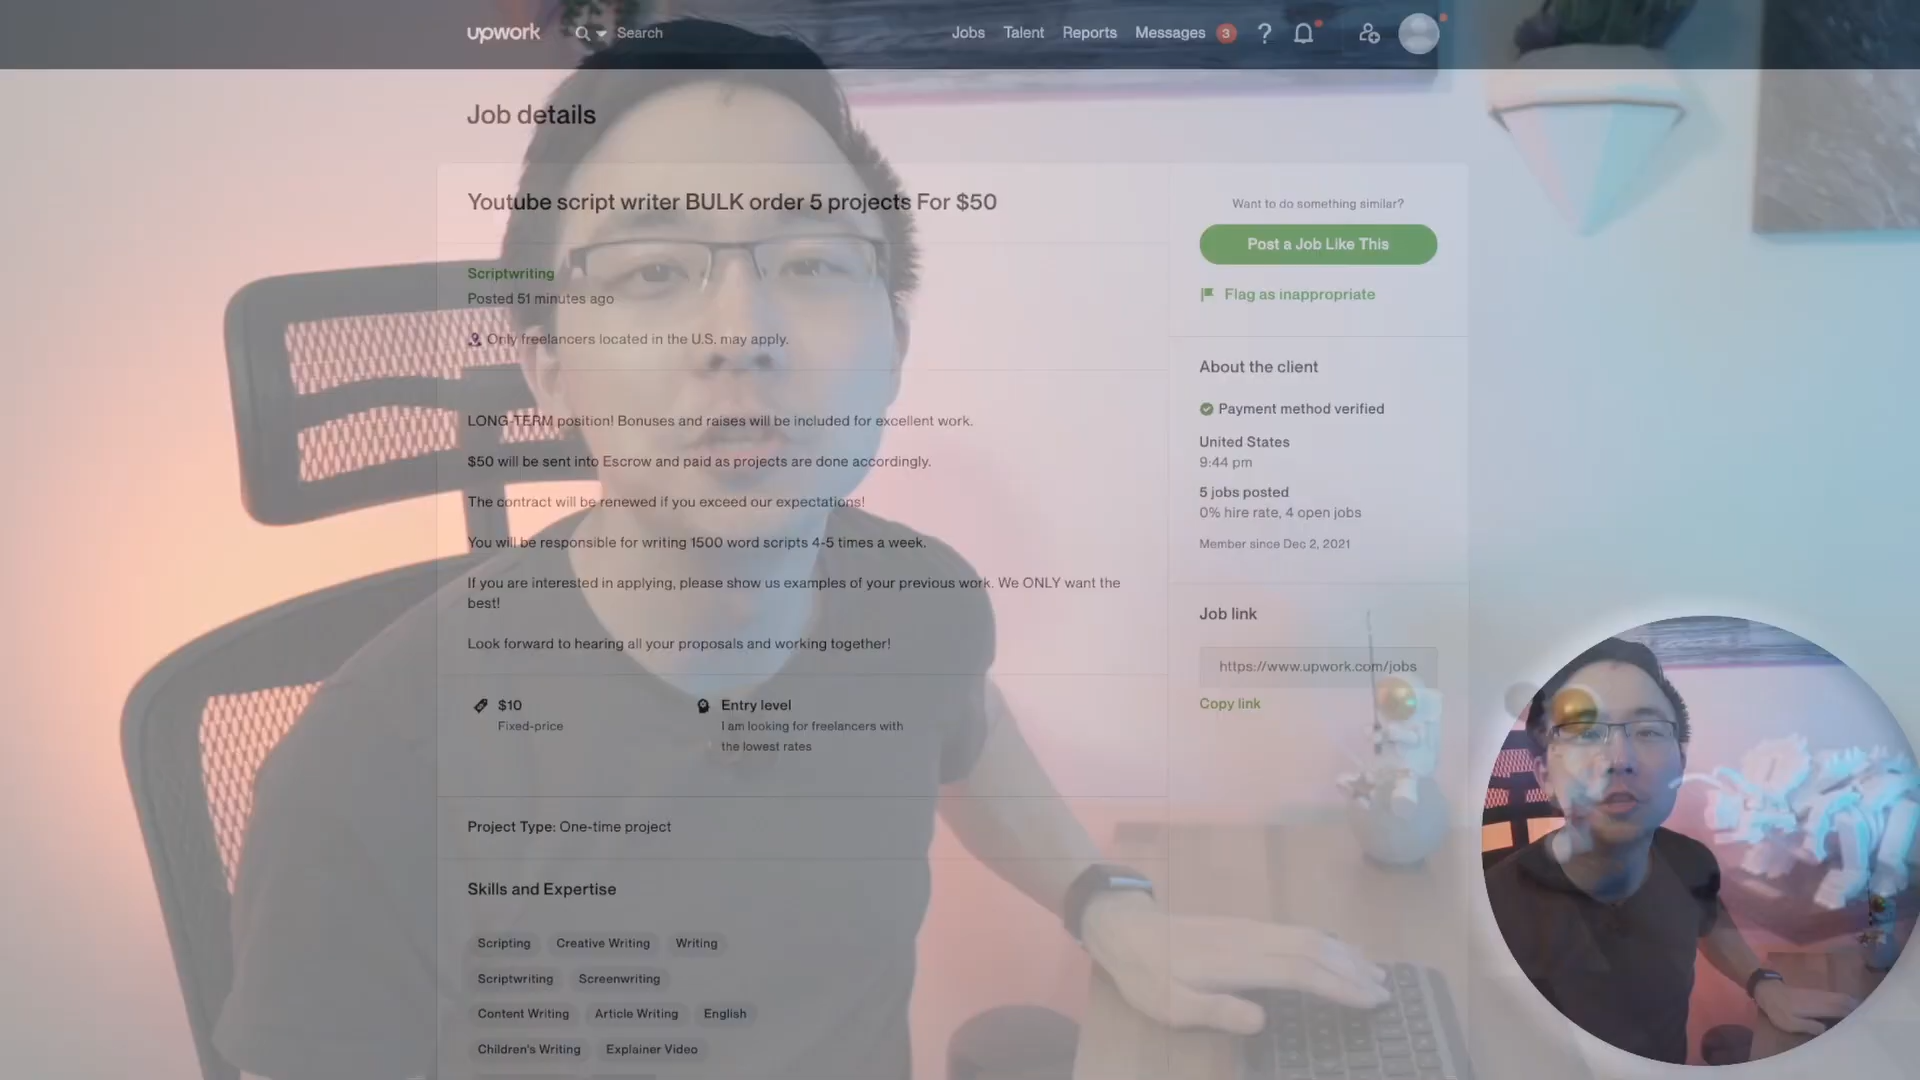 upwork
Search
Jobs
Talent
Reports
Messages
3
?
Job details
Youtube script writer BULK order 5 projects For $50
Scriptwriting
Posted 51 minutes ago
Only freelancers located in the U.S. may apply.
LONG-TERM position! Bonuses and raises will be included for excellent work.
$50 will be sent into Escrow and paid as projects are done accordingly.
The contract will be renewed if you exceed our expectations!
You will be responsible for writing 1500 word scripts 4-5 times a week.
If you are interested in applying, please show us examples of your previous work. We ONLY want the
best!
Look forward to hearing all your proposals and working together!
$10
Fixed-price
Entry level
I am looking for freelancers with
the lowest rates
Project Type: One-time project
Skills and Expertise
Scripting
Creative Writing
Writing
Scriptwriting
Screenwriting
Content Writing
Article Writing
English
Children's Writing
Explainer Video
Want to do something similar?
Post a Job Like This
Flag as inappropriate
About the client
Payment method verified
United States
9:44 pm
5 jobs posted
0% hire rate, 4 open jobs
Member since Dec 2, 2021
Job link
https://www.upwork.com/jobs
Copy link